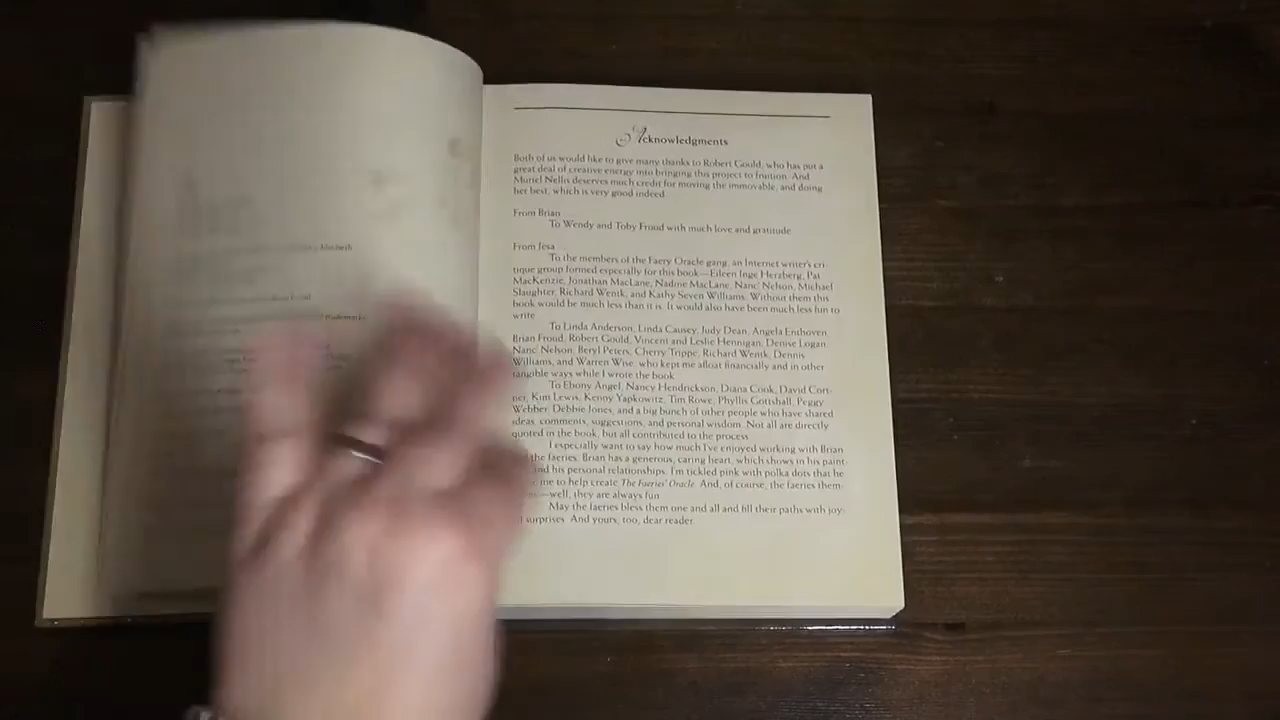 Acknowledgments
Both of us would like to give many thanks to Robert Gould, who has put a
great deal of creative energy into bringing this project to fruition. And
Muriel Nellis deserves much credit for moving the immovable, and doing
her best, which is very good indeed.
From Brian
To Wendy and Toby Froud with much love and gratitude
From Jesa
To the members of the Faery Oracle gang, an Internet writer's cri-
tique group formed especially for this book—Eileen Inge Herzberg, Pat
MacKenzie, Jonathan MacLane, Nadine MacLane, Nanc' Nelson, Michael
Slaughter, Richard Wentk, and Kathy Seven Williams. Without them this
book would be much less than it is. It would also have been much less fun to
write.
To Linda Anderson, Linda Causey, Judy Dean, Angela Enthoven,
Brian Froud, Robert Gould, Vincent and Leslie Hennigan, Denise Logan,
Nanc' Nelson, Beryl Peters, Cherry Trippe, Richard Wentk, Dennis
Williams, and Warren Wise, who kept me afloat financially and in other
tangible ways while I wrote the book.
To Ebony Angel, Nancy Hendrickson, Diana Cook, David Cort-
ner, Kim Lewis, Kenny Yapkowitz, Tim Rowe, Phyllis Gottshall, Peggy
Webber, Debbie Jones, and a big bunch of other people who have shared
ideas, comments, suggestions, and personal wisdom. Not all are directly
quoted in the book, but all contributed to the process.
I especially want to say how much I've enjoyed working with Brian
the faeries. Brian has a generous, caring heart, which shows in his paint-
and his personal relationships. I'm tickled pink with polka dots that he
me to help create The Faeries' Oracle. And, of course, the faeries them-
—well, they are always fun.
May the faeries bless them one and all and fill their paths with joy-
surprises. And yours, too, dear reader.